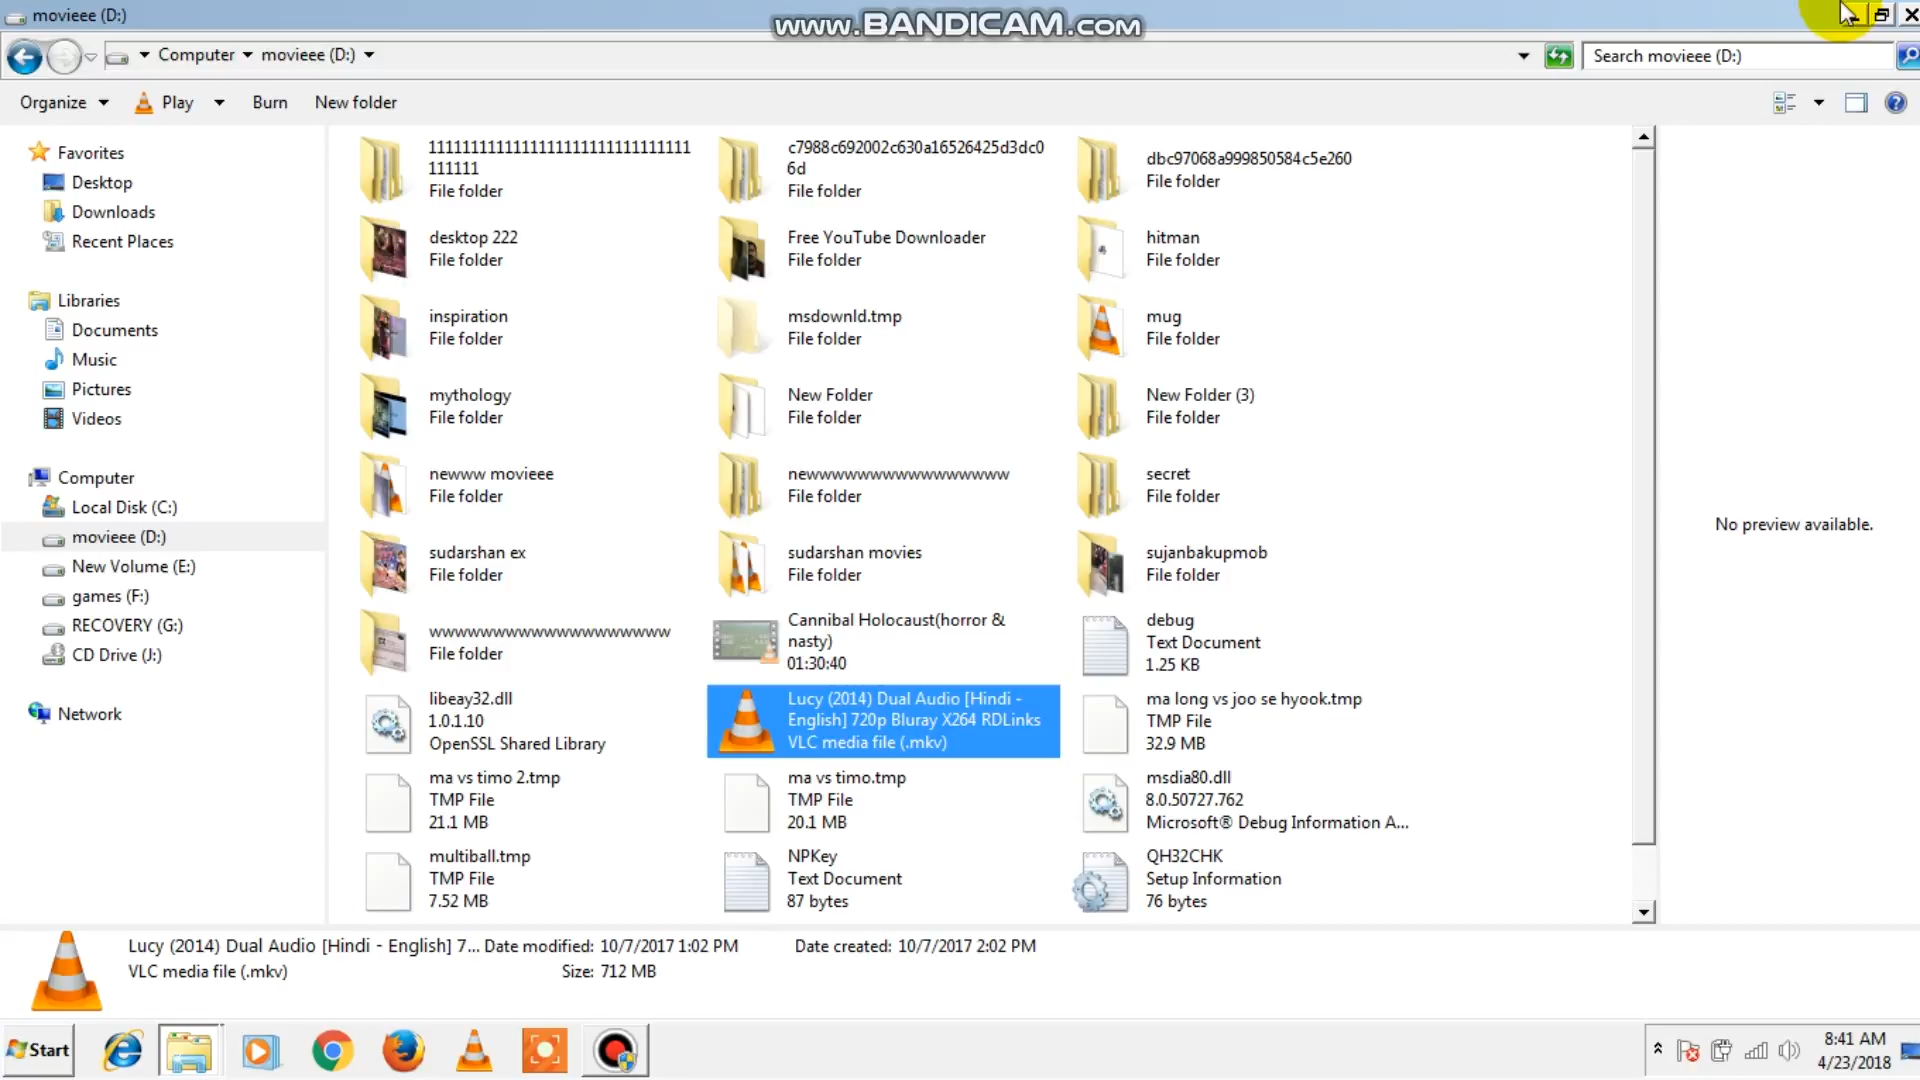 movieee (D:)
www.BANDICAM.com
Computer
movieee (D:)
Search movieee (D:)
Organize
Play
Burn
New folder
Favorites
Desktop
Downloads
Recent Places
Libraries
Documents
Music
Pictures
Videos
Computer
Local Disk (C:)
movieee (D:)
New Volume (E:)
games (F:)
RECOVERY (G:)
CD Drive (J:)
Network
c7988c692002c630a16526425d3dc0
6d
File folder
dbc97068a999850584c5e260
File folder
111111
File folder
desktop 222
File folder
Free YouTube Downloader
File folder
hitman
File folder
inspiration
File folder
msdownld.tmp
File folder
mug
File folder
mythology
File folder
New Folder
File folder
New Folder (3)
File folder
newww movieee
File folder
File folder
secret
File folder
sudarshan ex
File folder
sudarshan movies
File folder
sujanbakupmob
File folder
File folder
Cannibal Holocaust(horror &
nasty)
01:30:40
debug
Text Document
1.25 KB
libeay32.dll
1.0.1.10
OpenSSL Shared Library
Lucy (2014) Dual Audio [Hindi -
English] 720p Bluray X264 RDLinks
VLC media file (.mkv)
ma long vs joo se hyook.tmp
TMP File
32.9 MB
ma vs timo 2.tmp
TMP File
21.1 MB
ma vs timo.tmp
TMP File
20.1 MB
msdia80.dll
8.0.50727.762
Microsoft® Debug Information A...
multiball.tmp
TMP File
7.52 MB
NPKey
Text Document
87 bytes
QH32CHK
Setup Information
76 bytes
No preview available.
Lucy (2014) Dual Audio [Hindi - English] 7... Date modified: 10/7/2017 1:02 PM
Date created: 10/7/2017 2:02 PM
VLC media file (.mkv)
Size: 712 MB
Start
8:41 AM
4/23/2018